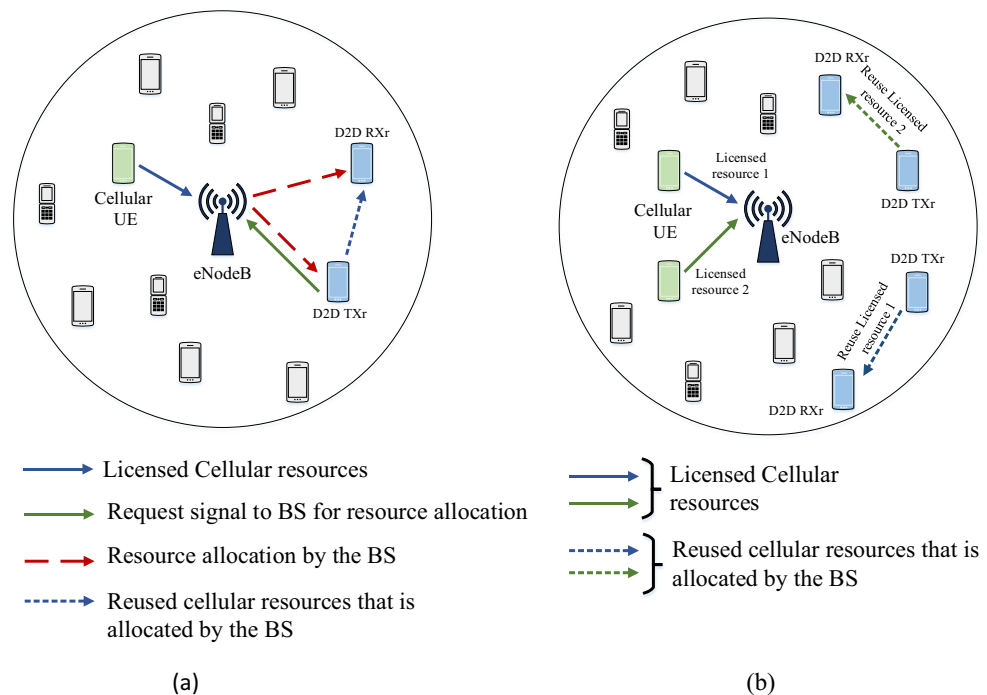 D2D RXr
Cellular
UE
eNodeB
D2D TXr
Licensed Cellular resources
Request signal to BS for resource allocation
Resource allocation by the BS
Reused cellular resources that is
allocated by the BS
(a)
D2D RXr
Reuse Licensed
resource 2
Licensed
resource 1
D2D TXr
Cellular
UE
eNodeB
Licensed
resource 2
D2D TXr
Reuse Licensed
resource 1
D2D RXr
Licensed Cellular
resources
Reused cellular resources that is
allocated by the BS
(b)